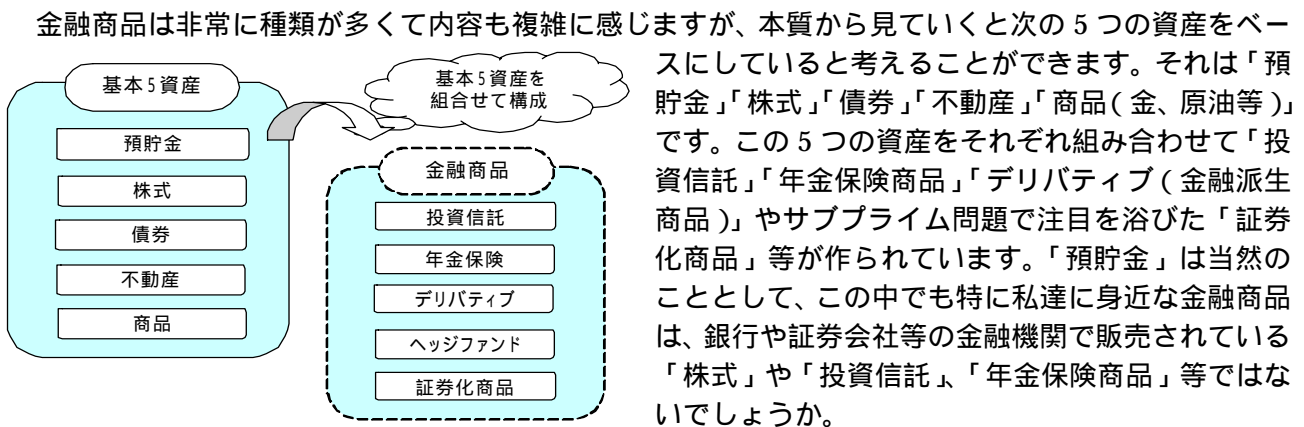 金融商品は非常に種類が多くて内容も複雑に感じますが、本質から見ていくと次の5つの資産をベー
スにしていると考えることができます。それは「預
貯金」「株式」「債券」「不動産」「商品(金、原油等)」
です。この5つの資産をそれぞれ組み合わせて「投
資信託」「年金保険商品」「デリバティブ(金融派生
商品)」やサブプライム問題で注目を浴びた「証券
化商品」等が作られています。「預貯金」は当然の
こととして、この中でも特に私達に身近な金融商品
は、銀行や証券会社等の金融機関で販売されている
「株式」や「投資信託」、「年金保険商品」等ではな
いでしょうか。
基本5資産
預貯金
株式
債券
不動産
商品
基本5資産を
組合せて構成
金融商品
投資信託
年金保険
デリバティブ
ヘッジファンド
証券化商品